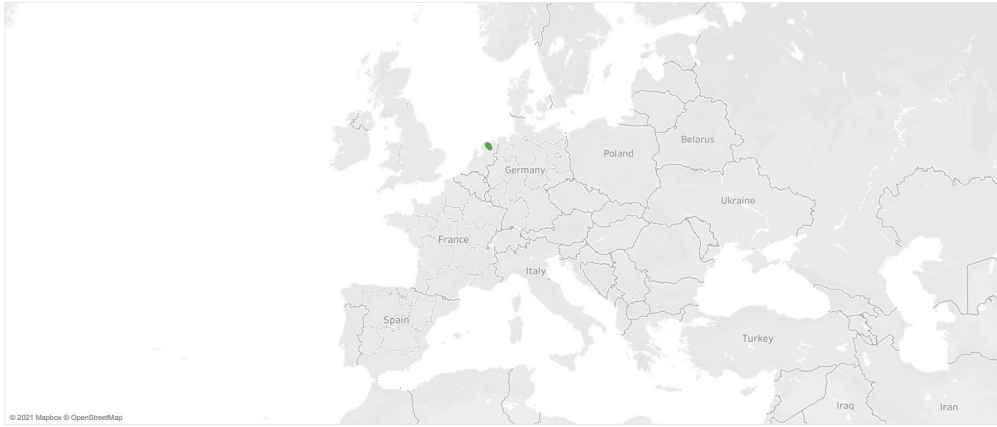 Belarus
Poland
Germany
Ukraine
France
Italy
Spain
Turkey
Iraq
Iran
© 2021 Mapbox © OpenStreetMap